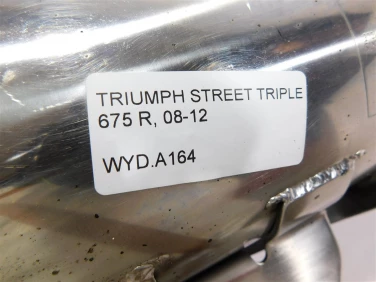 TRIUMPH STREET TRIPLE
675 R, 08-12
WYD.A164